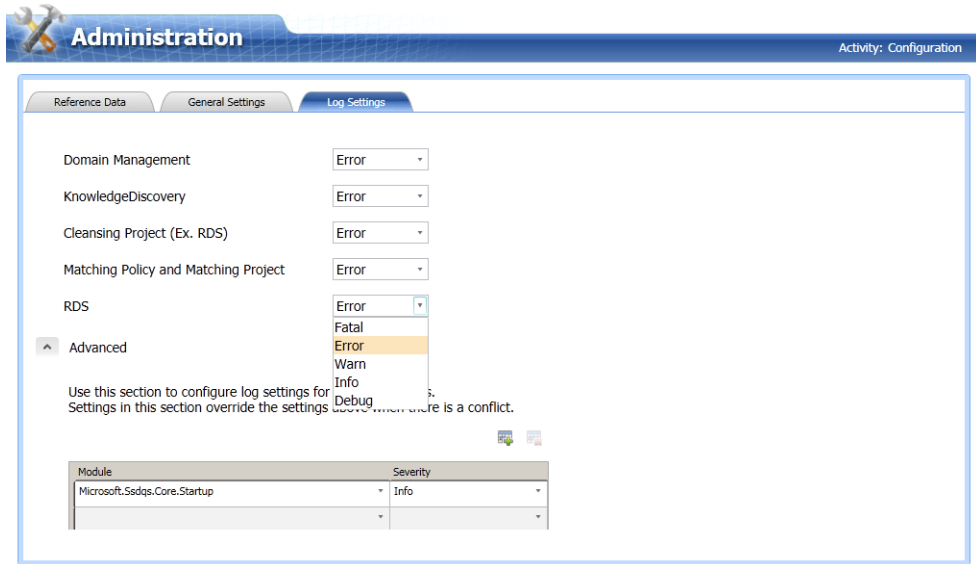 Administration
Activity: Configuration
Reference Data
General Settings
Log Settings
Domain Management
Error
KnowledgeDiscovery
Error
Cleansing Project (Ex. RDS)
Error
Matching Policy and Matching Project
Error
RDS
Error
Fatal
Error
Warn
Info
Debug
Advanced
Use this section to configure log settings for s.
Settings in this section override the settings above when there is a conflict.
Module
Severity
Microsoft.Ssdqs.Core.Startup
Info